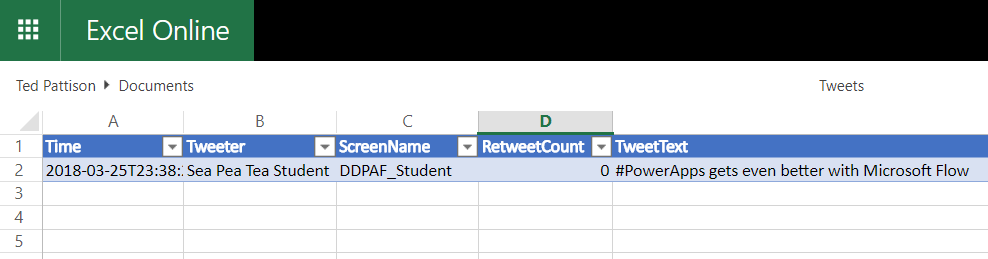 Excel Online
Ted Pattison Documents Tweets
A B C D
1 Time Tweeter ScreenName RetweetCount TweetText
2 2018-03-25T23:38: Sea Pea Tea Student DDPAF_Student 0 #PowerApps gets even better with Microsoft Flow
3
4
5